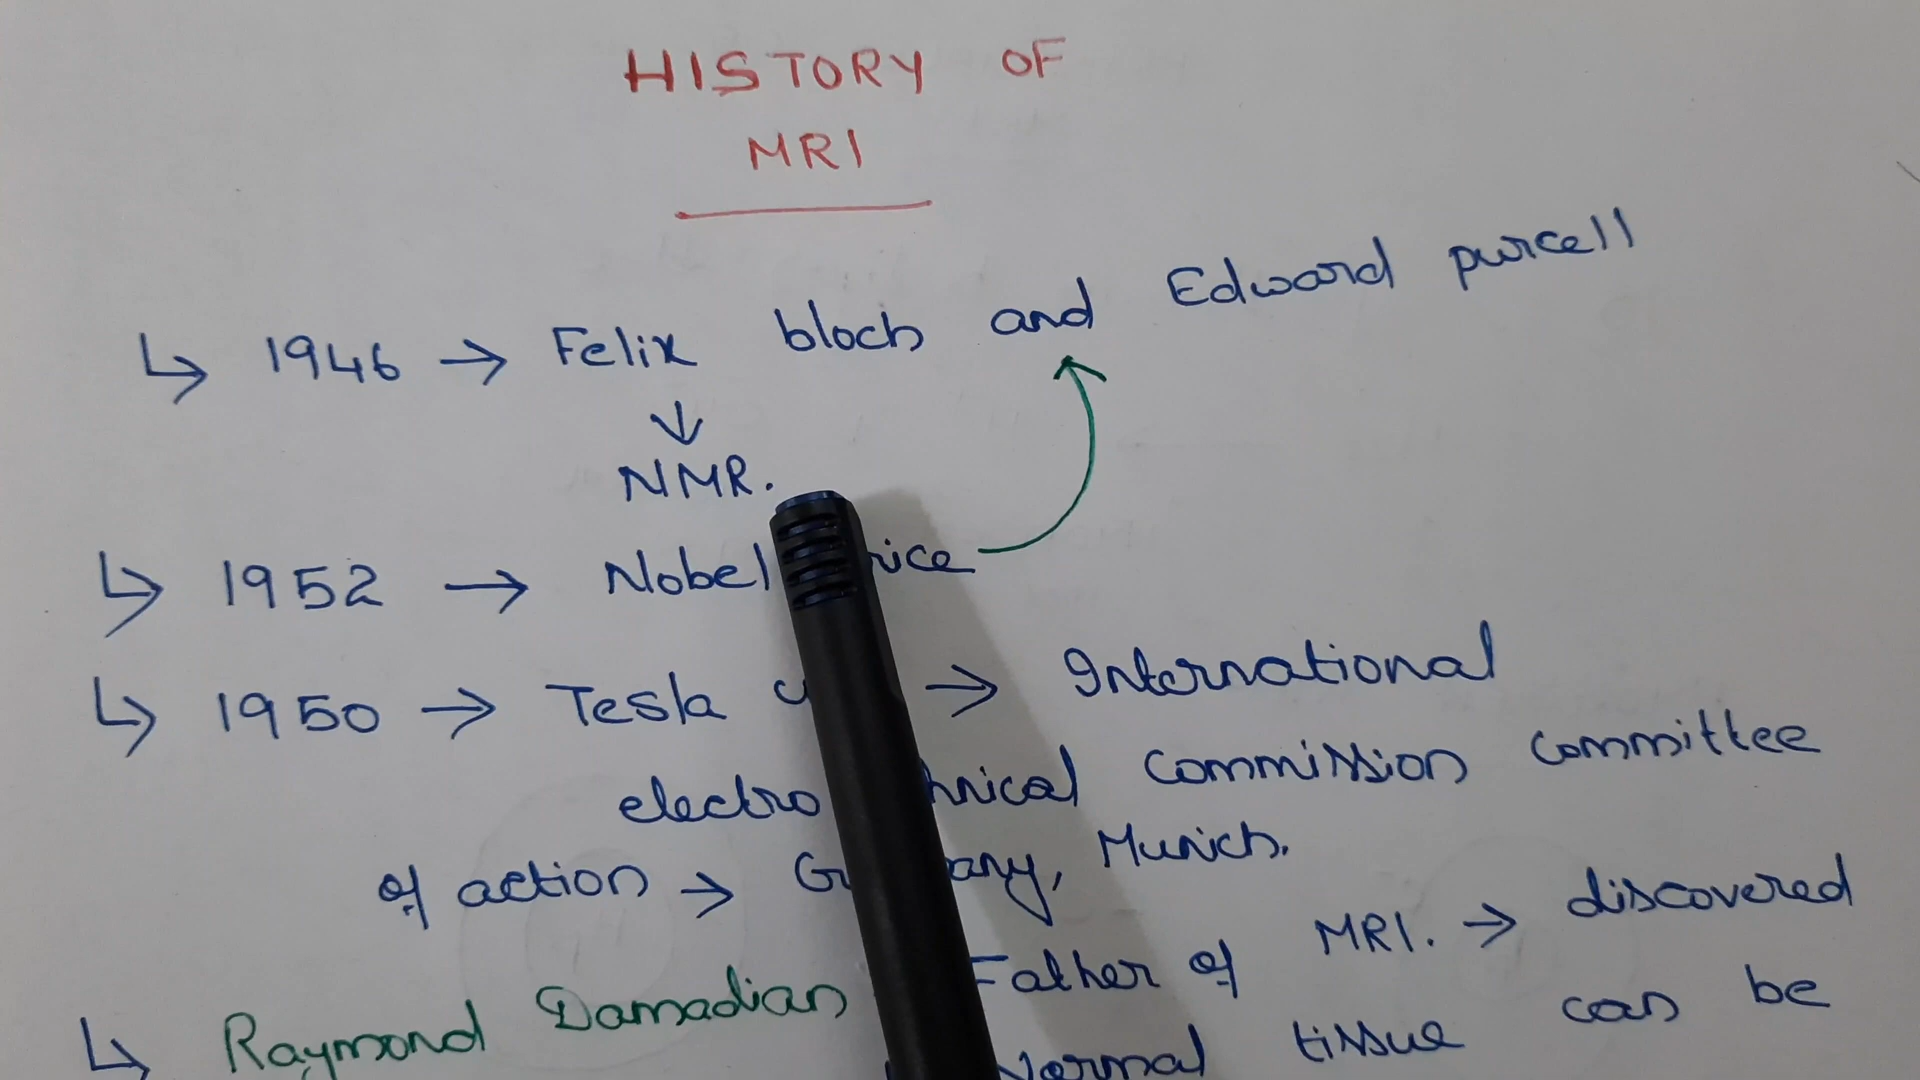 HISTORY OF
MRI
↳ 1946 → Felix bloch and Edward purcell
↓
NMR.
↳ 1952 → Nobel
↳ 1950 → Tesla → International
electro commission committee
of action → Munich.
↳ Raymond Damadian Father of MRI. → discovered
Normal tissue can be